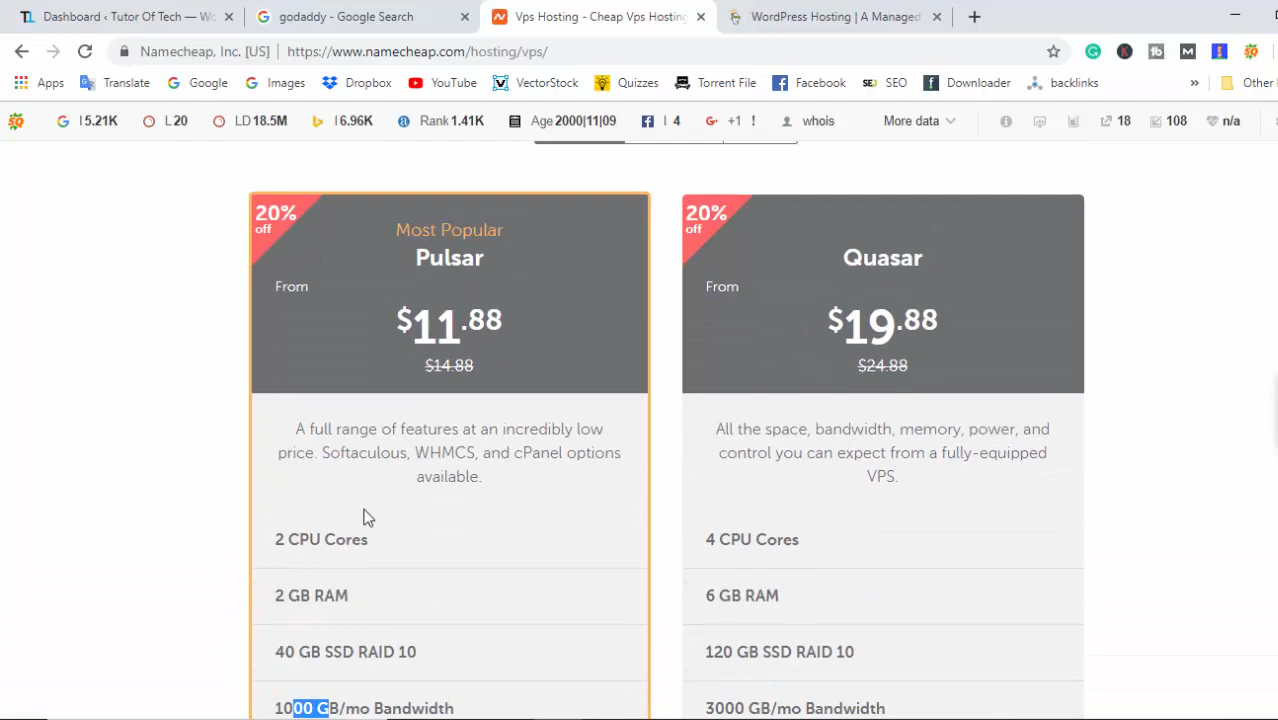 Dashboard ‹ Tutor Of Tech — Wo
godaddy - Google Search
Vps Hosting - Cheap Vps Hosting
WordPress Hosting | A Managed
Namecheap, Inc. [US] | https://www.namecheap.com/hosting/vps/
Apps Translate Google Images Dropbox YouTube VectorStock Quizzes Torrent File Facebook SEO Downloader backlinks » Other
I 5.21K L 20 LD 18.5M I 6.96K Rank 1.41K Age 2000|11|09 I 4 +1 ! whois More data 18 108 n/a
20%
off
Most Popular
Pulsar
From
$11.88
$14.88
A full range of features at an incredibly low
price. Softaculous, WHMCS, and cPanel options
available.
2 CPU Cores
2 GB RAM
40 GB SSD RAID 10
1000 GB/mo Bandwidth
20%
off
Quasar
From
$19.88
$24.88
All the space, bandwidth, memory, power, and
control you can expect from a fully-equipped
VPS.
4 CPU Cores
6 GB RAM
120 GB SSD RAID 10
3000 GB/mo Bandwidth